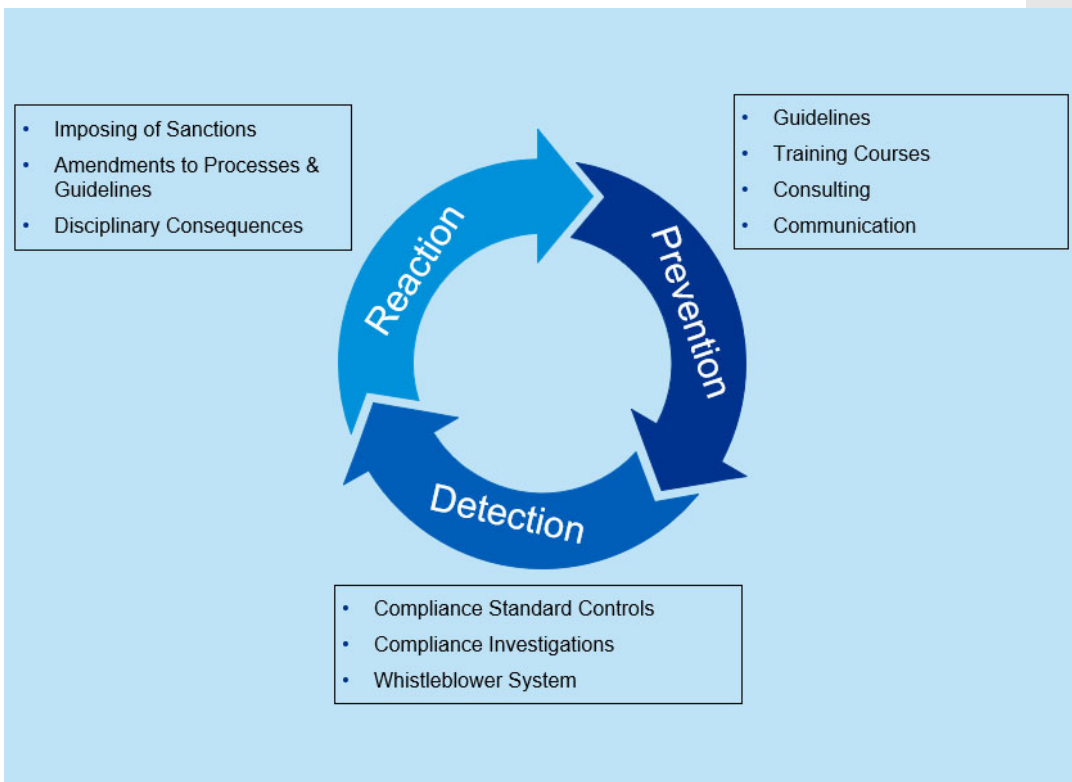 • Imposing of Sanctions
• Amendments to Processes &
Guidelines
• Disciplinary Consequences
• Guidelines
• Training Courses
• Consulting
• Communication
Reaction
Prevention
Detection
• Compliance Standard Controls
• Compliance Investigations
• Whistleblower System